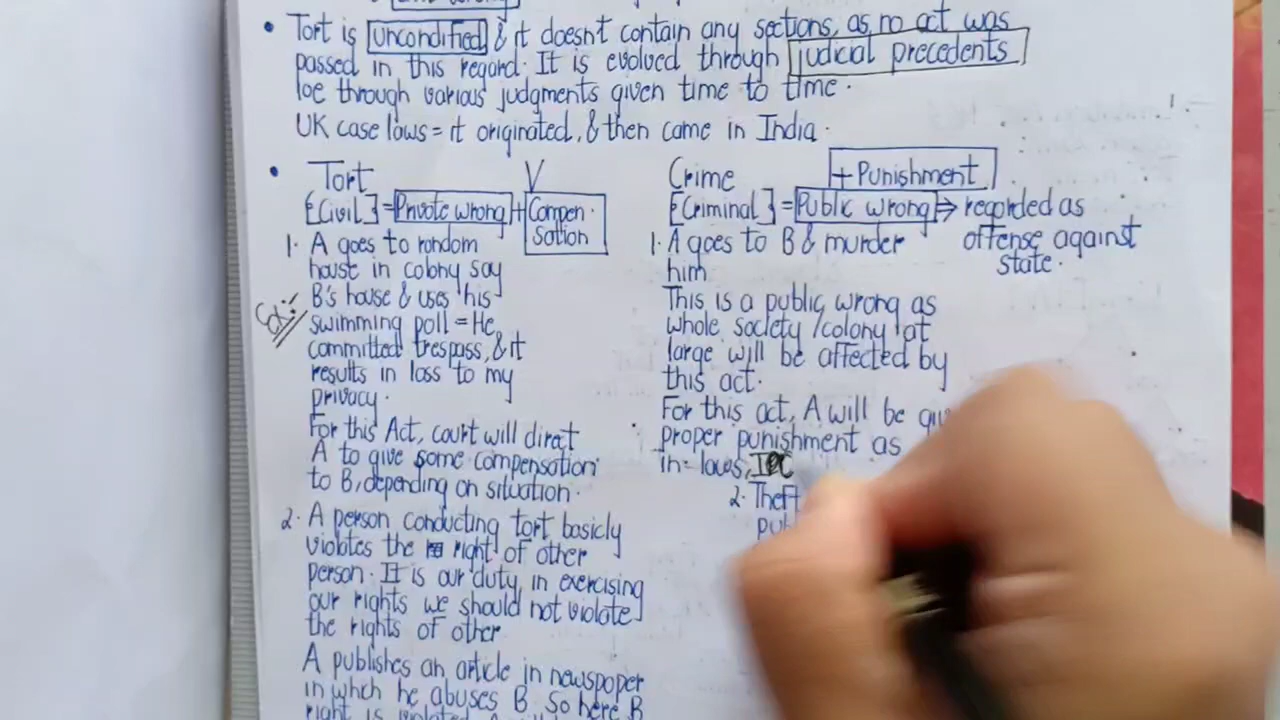 • Tort is uncondified & it doesn't contain any sections, as no act was
passed in this regard. It is evolved through judicial precedents
ioe through various judgments given time to time.
UK case laws = it originated, & then came in India.
• Tort V
[Civil] = Private wrong + Compen-
sation
1. A goes to random
house in colony say
B's house & uses his
Ex:-
swimming poll = He
committed trespass, & it
results in loss to my
privacy.
For this Act, court will direct
A to give some compensation
to B, depending on situation.
2. A person conducting tort basicly
violates the right of other
person. It is our duty, in exercising
our rights we should not violate
the rights of other
A publishes an article in newspaper
in which he abuses B. So here B
right is violated
Crime + Punishment
[Criminal] = Public wrong → regarded as
offense against
state.
1. A goes to B & murder
him
This is a public wrong as
whole society/colony at
large will be affected by
this act.
For this act, A will be
proper punishment as
in laws, IPC
2. Theft